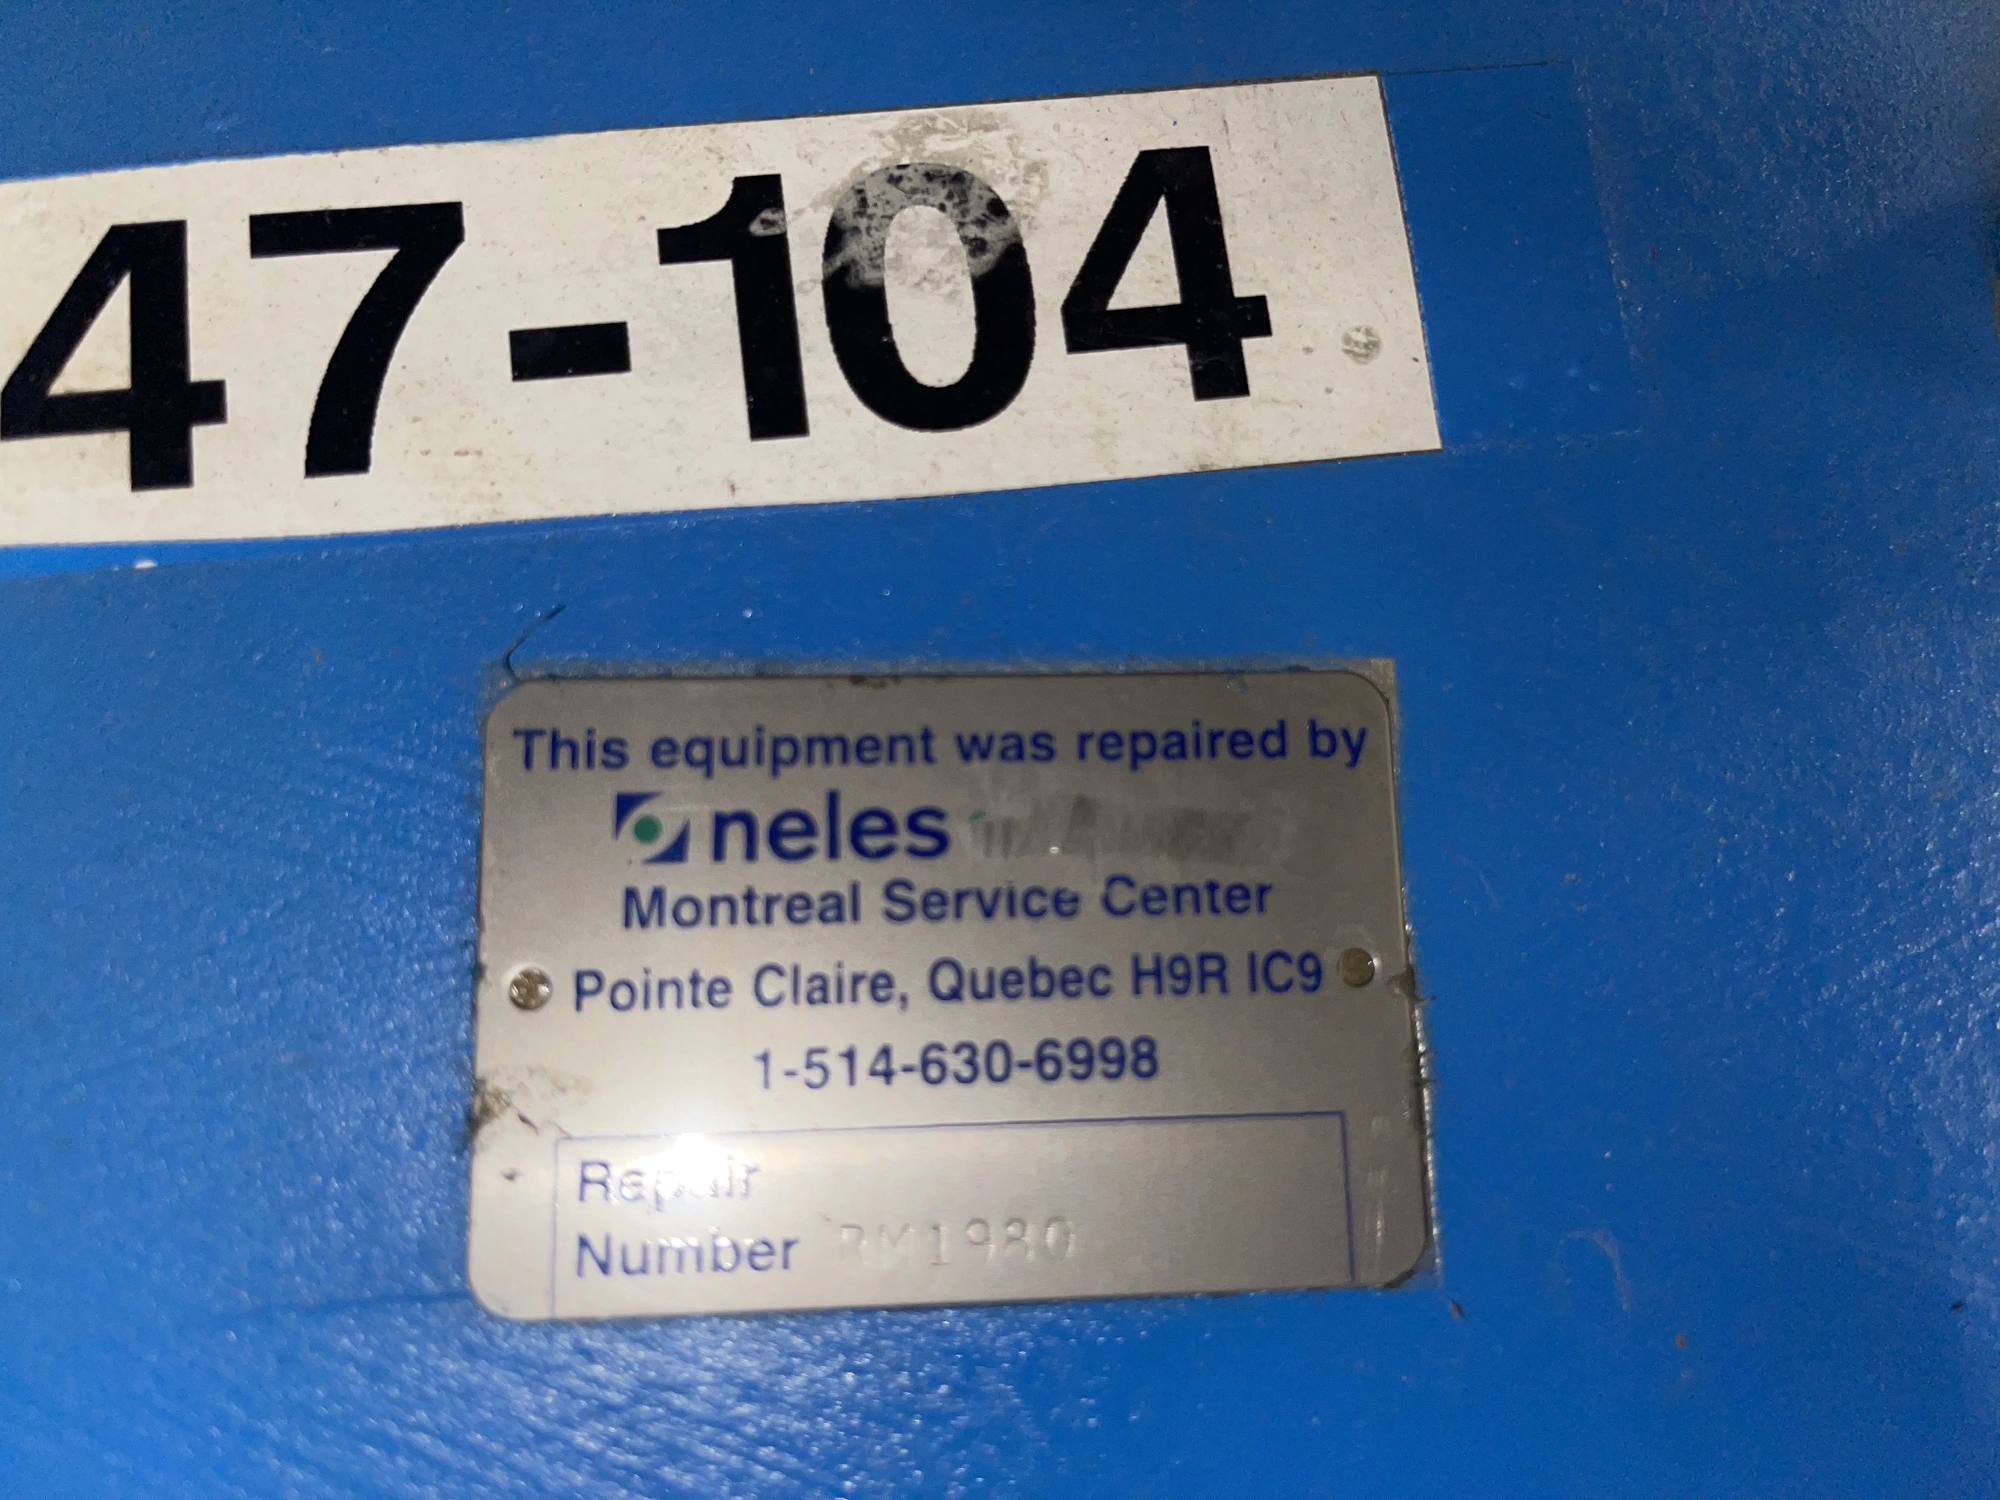 47-104
This equipment was repaired by
neles
Montreal Service Center
Pointe Claire, Quebec H9R IC9
1-514-630-6998
Repair
Number RM1980